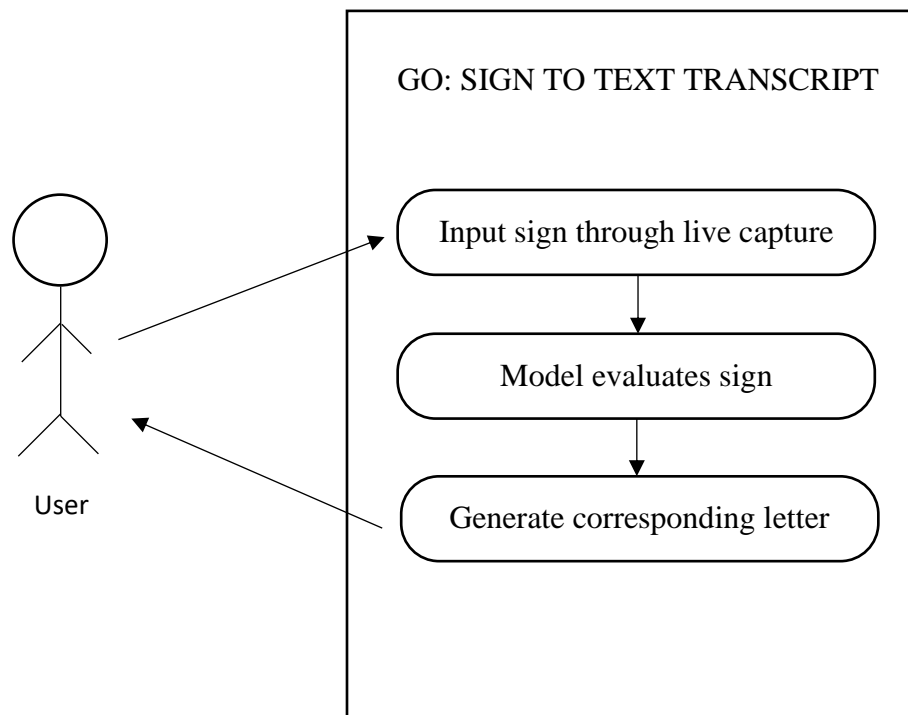 GO: SIGN TO TEXT TRANSCRIPT
Input sign through live capture
Model evaluates sign
Generate corresponding letter
User